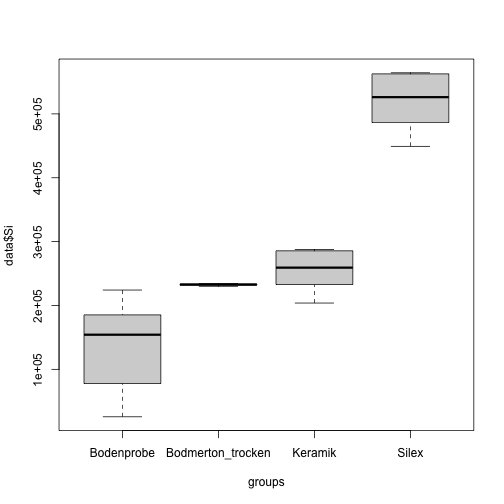 data$Si
5e+05
4e+05
3e+05
2e+05
1e+05
Bodenprobe Bodmerton_trocken Keramik Silex
groups